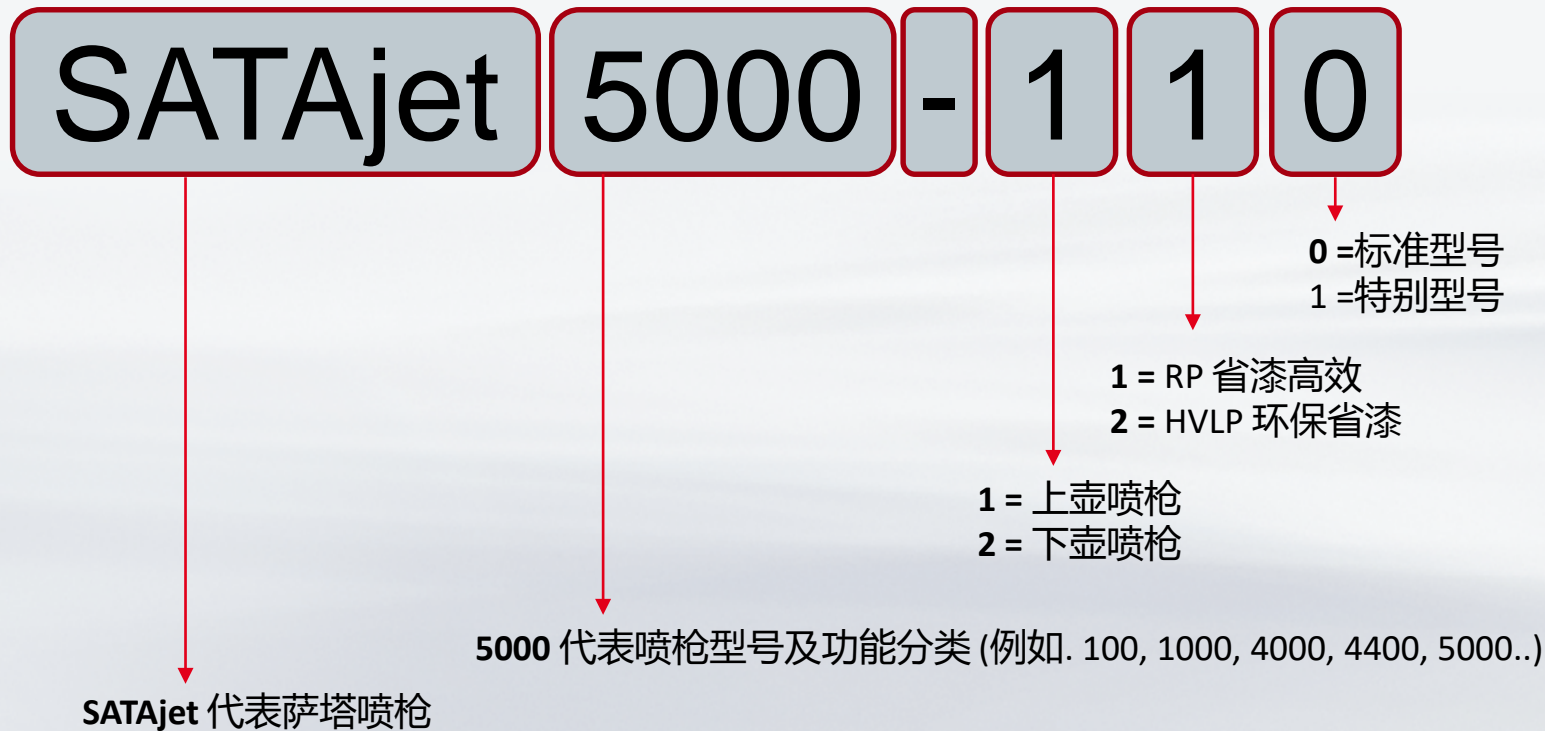 SATAjet 5000 - 1 1 0
0 =标准型号
1 =特别型号
1 = RP 省漆高效
2 = HVLP 环保省漆
1 = 上壶喷枪
2 = 下壶喷枪
5000 代表喷枪型号及功能分类 (例如. 100, 1000, 4000, 4400, 5000..)
SATAjet 代表萨塔喷枪